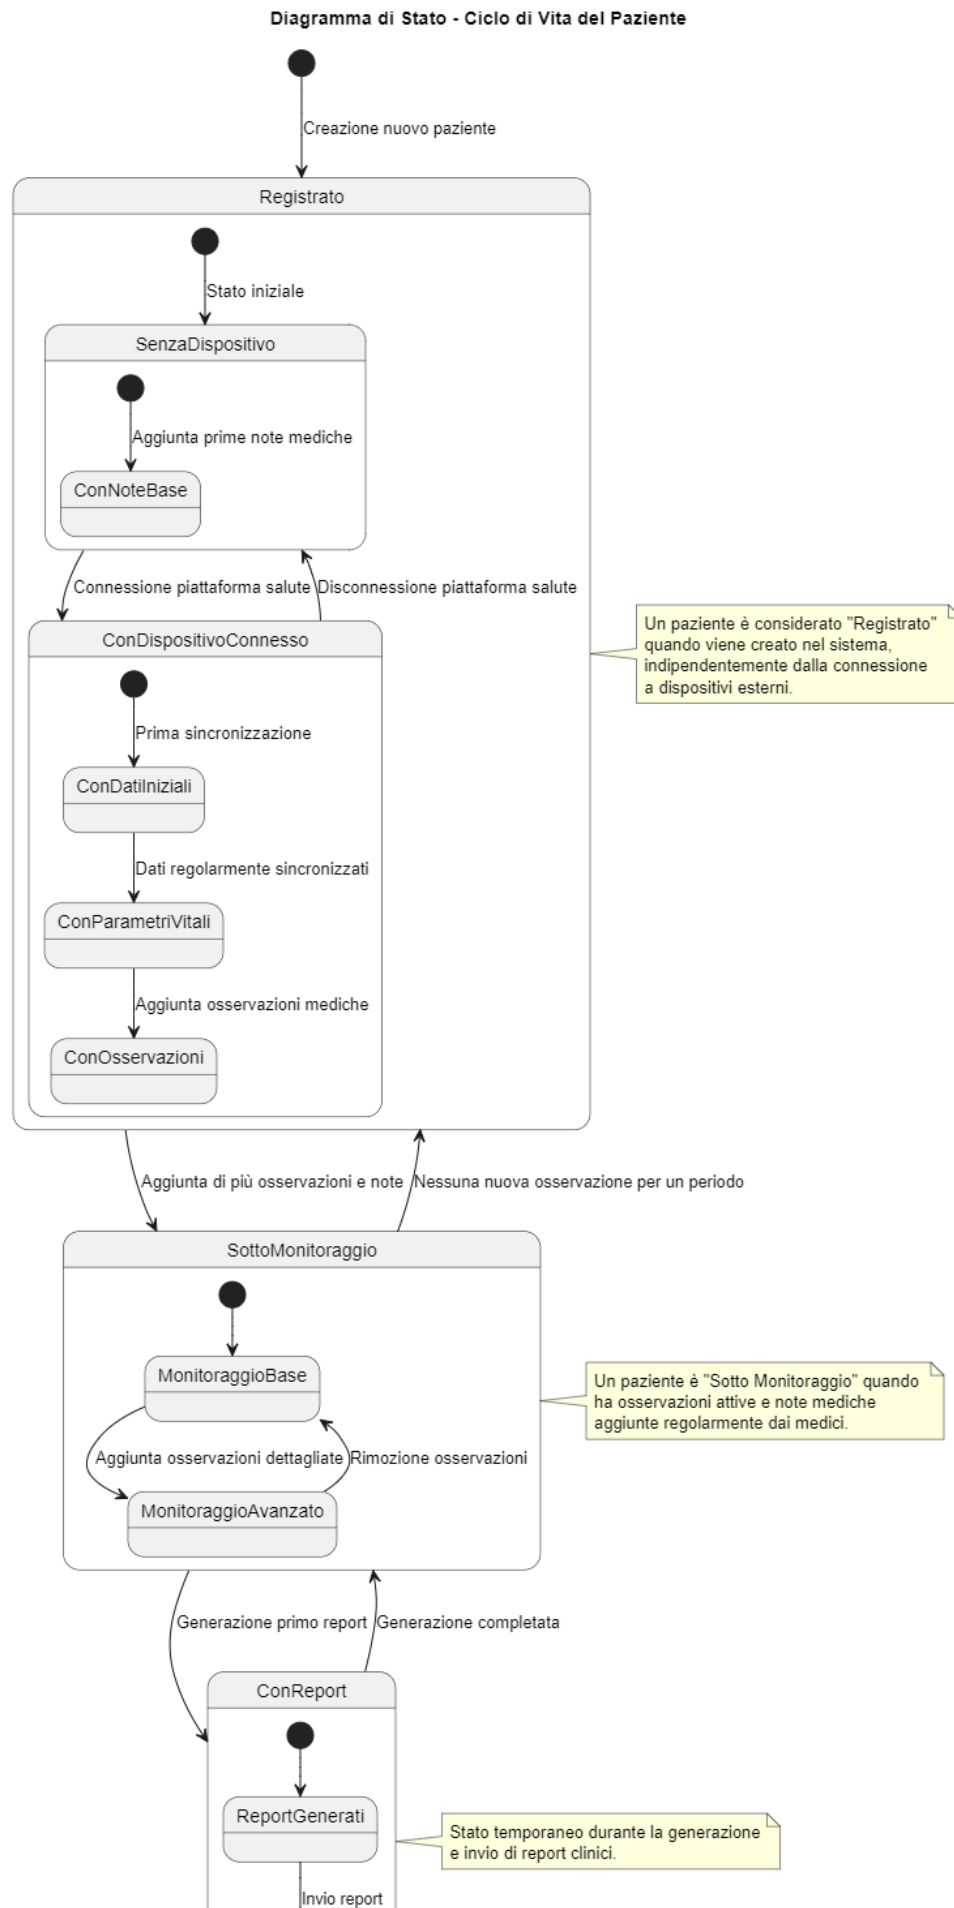 Diagramma di Stato - Ciclo di Vita del Paziente
Creazione nuovo paziente
Registrato
Stato iniziale
SenzaDispositivo
Aggiunta prime note mediche
ConNoteBase
Connessione piattaforma salute
Disconnessione piattaforma salute
ConDispositivoConnesso
Un paziente è considerato "Registrato"
quando viene creato nel sistema,
indipendentemente dalla connessione
a dispositivi esterni.
Prima sincronizzazione
ConDatiIniziali
Dati regolarmente sincronizzati
ConParametriVitali
Aggiunta osservazioni mediche
ConOsservazioni
Aggiunta di più osservazioni e note
Nessuna nuova osservazione per un periodo
SottoMonitoraggio
MonitoraggioBase
Un paziente è "Sotto Monitoraggio" quando
ha osservazioni attive e note mediche
aggiunte regolarmente dai medici.
Aggiunta osservazioni dettagliate
Rimozione osservazioni
MonitoraggioAvanzato
Generazione primo report
Generazione completata
ConReport
ReportGenerati
Stato temporaneo durante la generazione
e invio di report clinici.
Invio report